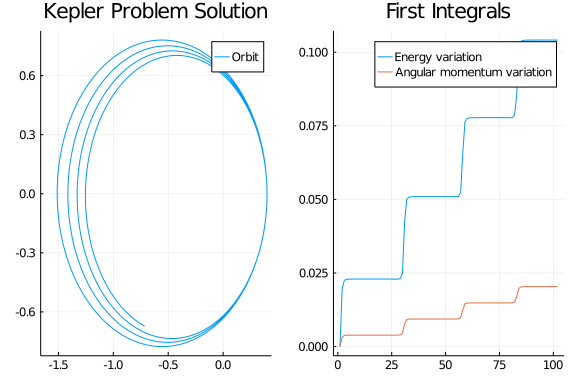 Kepler Problem Solution
Orbit
0.6
0.3
0.0
-0.3
-0.6
-1.5 -1.0 -0.5 0.0
First Integrals
Energy variation
Angular momentum variation
0.100
0.075
0.050
0.025
0.000
0 25 50 75 100